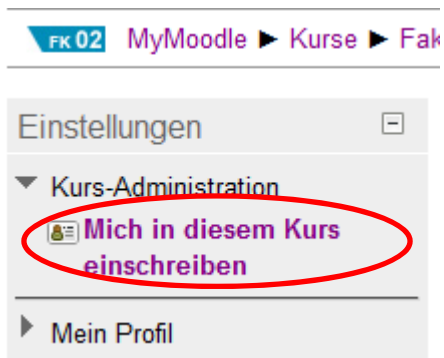 FK 02 MyMoodle ► Kurse ► Fak
Einstellungen
Kurs-Administration
Mich in diesem Kurs
einschreiben
Mein Profil